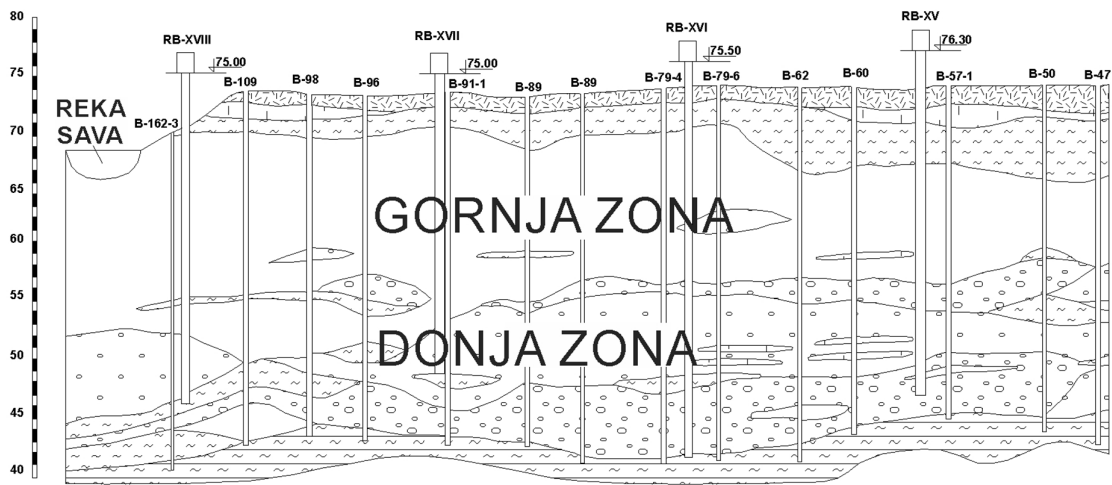 80
75
70
65
60
55
50
45
40
RB-XVIII
75.00
RB-XVII
75.00
RB-XVI
75.50
RB-XV
76.30
B-162-3
B-109
B-98
B-96
B-91-1
B-89
B-89
B-79-4
B-79-6
B-62
B-60
B-57-1
B-50
B-47
REKA
SAVA
GORNJA ZONA
DONJA ZONA